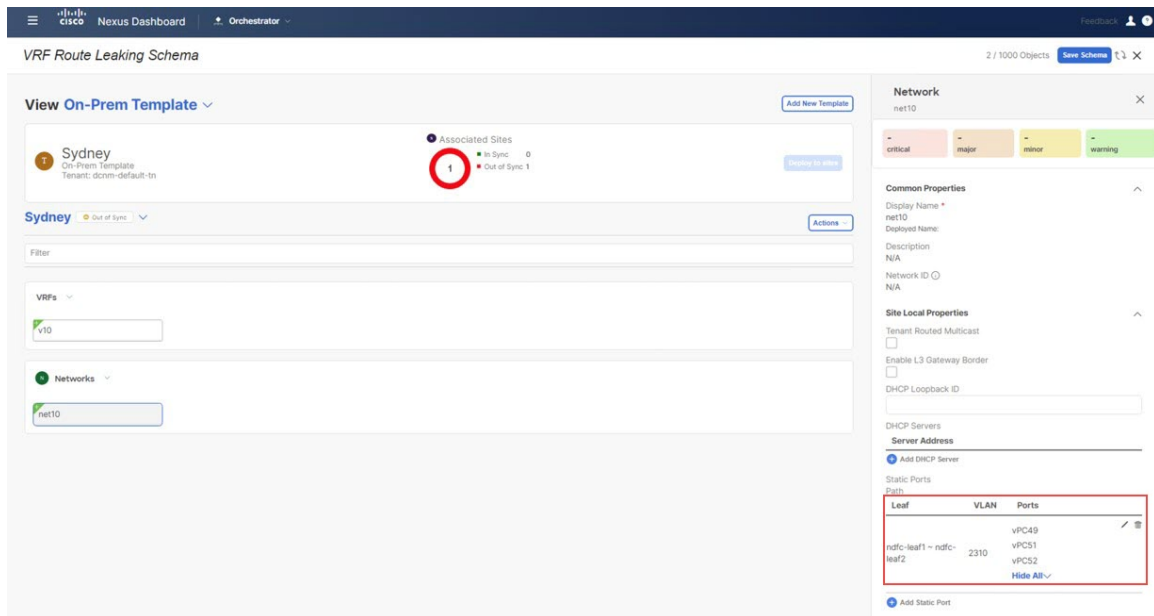 cisco Nexus Dashboard Orchestrator Feedback
VRF Route Leaking Schema 2 / 1000 Objects Save Schema
View On-Prem Template Add New Template
T Sydney
On-Prem Template
Tenant: dcnm-default-tn
Associated Sites
1
In Sync 0
Out of Sync 1
Deploy to sites
Sydney Out of Sync Actions
Filter
VRFs
v10
Networks
net10
Network
net10
- critical
- major
- minor
- warning
Common Properties
Display Name *
net10
Deployed Name:
Description
N/A
Network ID
N/A
Site Local Properties
Tenant Routed Multicast
Enable L3 Gateway Border
DHCP Loopback ID
DHCP Servers
Server Address
Add DHCP Server
Static Ports
Path
Leaf VLAN Ports
ndfc-leaf1 ~ ndfc-
leaf2
2310
vPC49
vPC51
vPC52
Hide All
Add Static Port